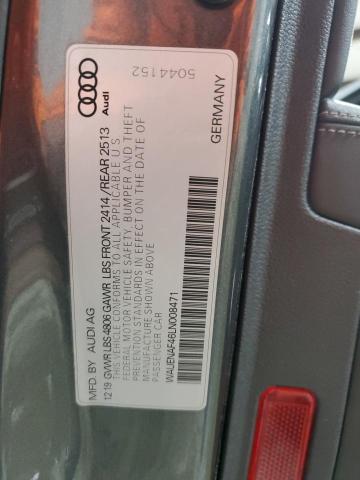 MFD. BY AUDI AG
12 19 GVWR LBS 4806 GAWR LBS FRONT 2414 / REAR 2513
THIS VEHICLE CONFORMS TO ALL APPLICABLE U S
FEDERAL MOTOR VEHICLE SAFETY, BUMPER AND THEFT
PREVENTION STANDARDS IN EFFECT ON THE DATE OF
MANUFACTURE SHOWN ABOVE.
PASSENGER CAR
WAUENAF46LN008471
Audi
5044152
GERMANY